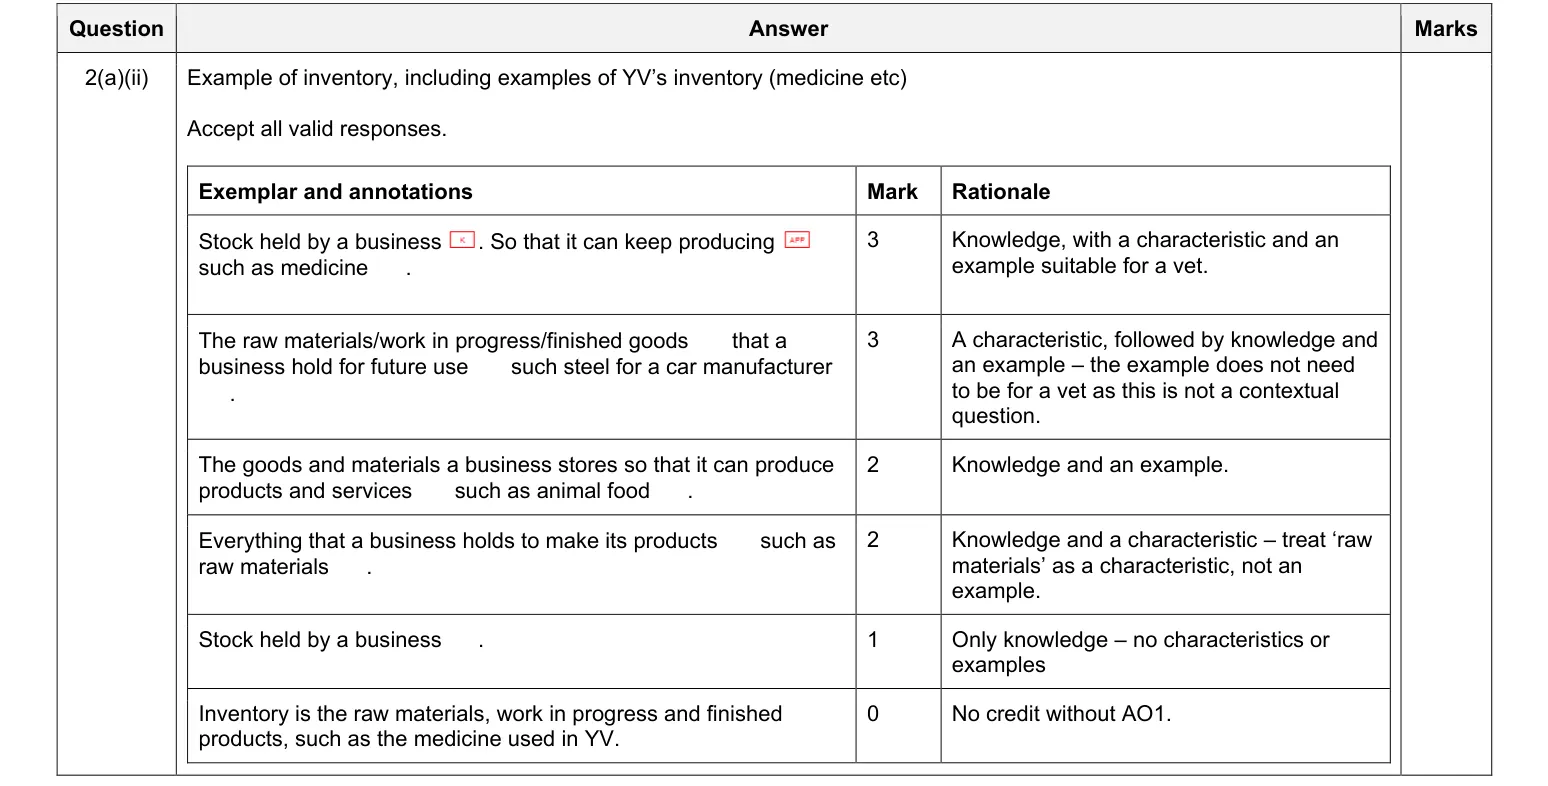 Question Answer Marks
2(a)(ii) Example of inventory, including examples of YV’s inventory (medicine etc)
Accept all valid responses.
Exemplar and annotations Mark Rationale
Stock held by a business K . So that it can keep producing APP
such as medicine .
3
Knowledge, with a characteristic and an
example suitable for a vet.
The raw materials/work in progress/finished goods that a
business hold for future use such steel for a car manufacturer
.
3
A characteristic, followed by knowledge and
an example – the example does not need
to be for a vet as this is not a contextual
question.
The goods and materials a business stores so that it can produce
products and services such as animal food .
2
Knowledge and an example.
Everything that a business holds to make its products such as
raw materials .
2
Knowledge and a characteristic – treat ‘raw
materials’ as a characteristic, not an
example.
Stock held by a business .
1
Only knowledge – no characteristics or
examples
Inventory is the raw materials, work in progress and finished
products, such as the medicine used in YV.
0
No credit without AO1.